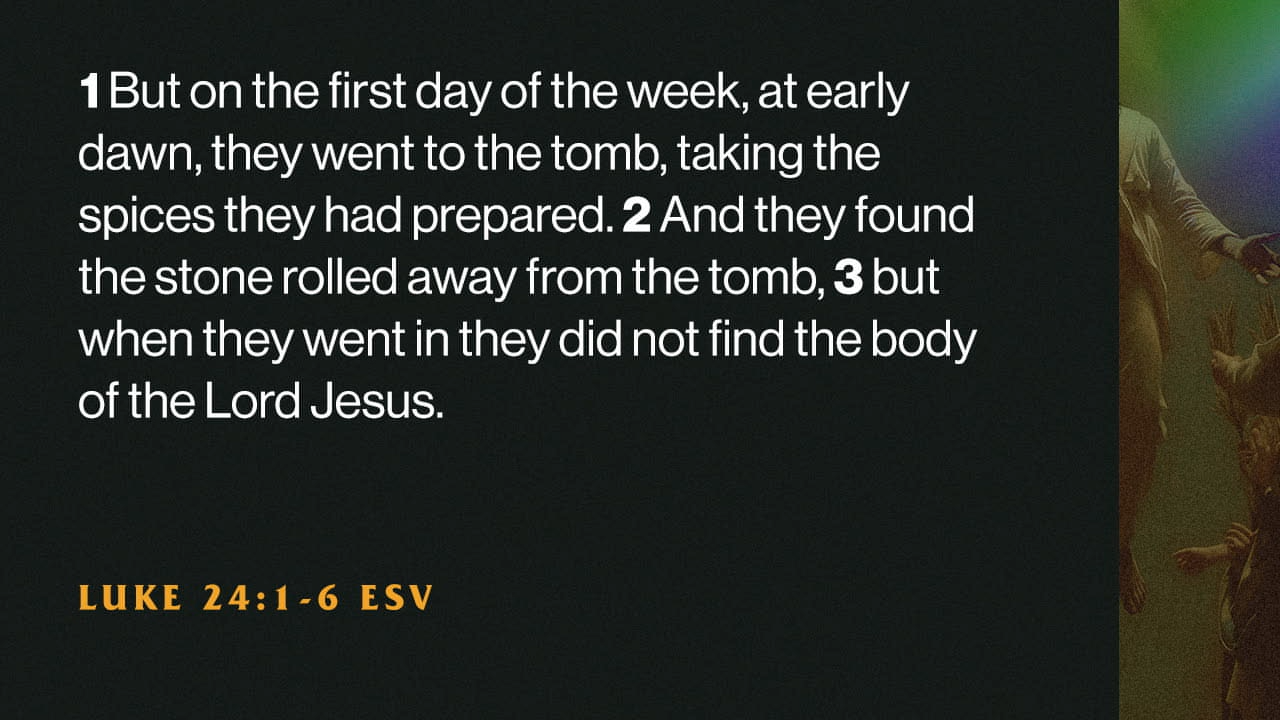 1 But on the first day of the week, at early
dawn, they went to the tomb, taking the
spices they had prepared. 2 And they found
the stone rolled away from the tomb, 3 but
when they went in they did not find the body
of the Lord Jesus.
LUKE 24:1-6 ESV